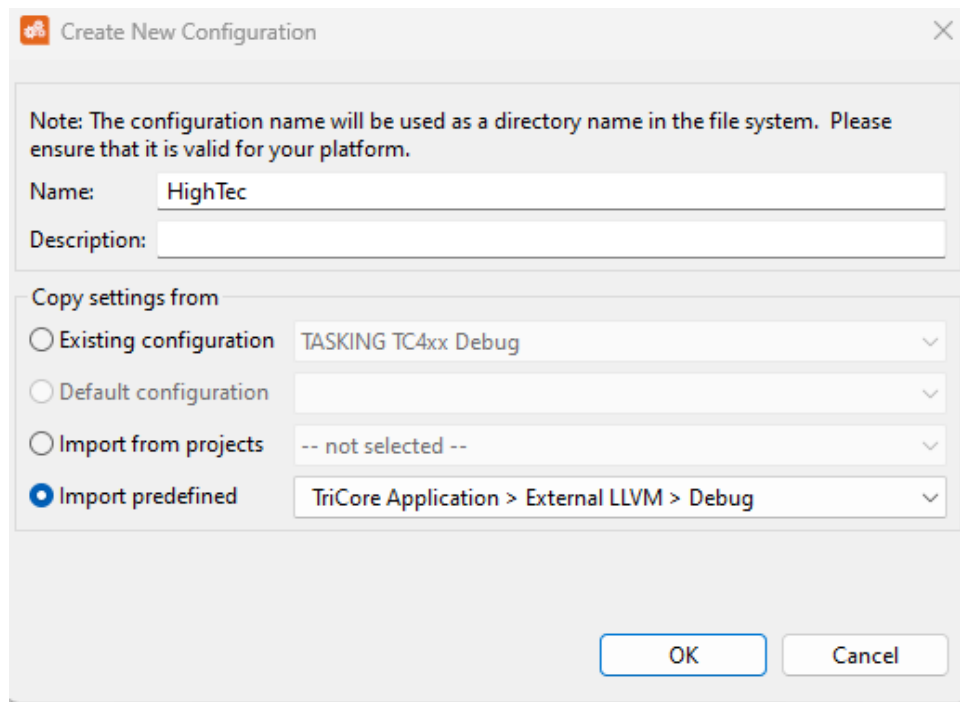 Create New Configuration
Note: The configuration name will be used as a directory name in the file system.  Please
ensure that it is valid for your platform.
Name: HighTec
Description:
Copy settings from
Existing configuration TASKING TC4xx Debug
Default configuration
Import from projects -- not selected --
Import predefined TriCore Application > External LLVM > Debug
OK Cancel